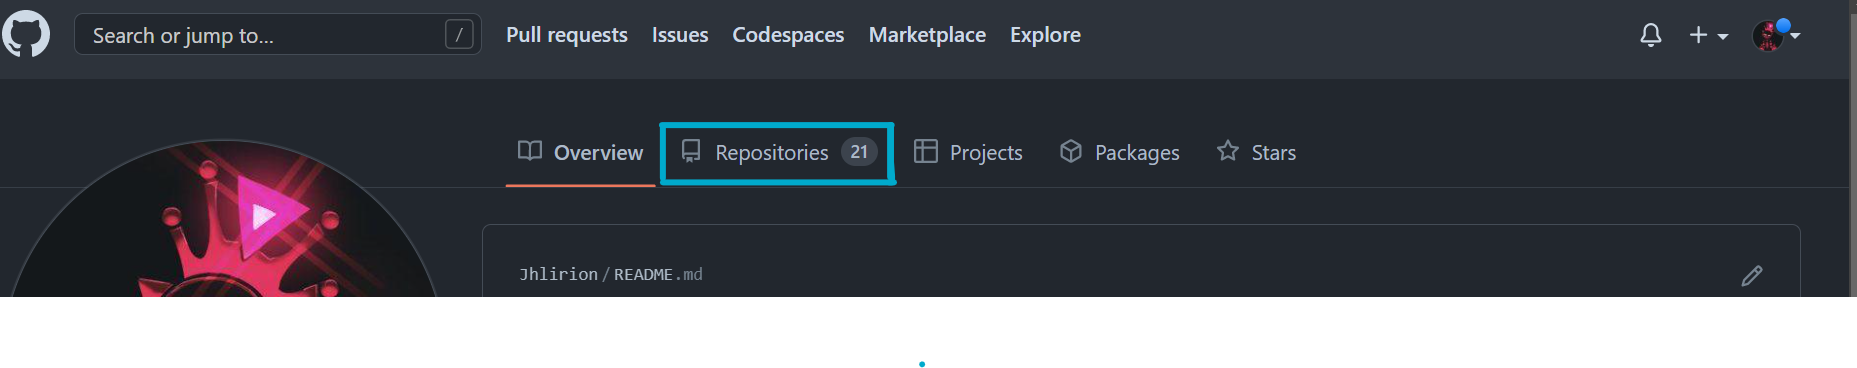 Search or jump to... / Pull requests Issues Codespaces Marketplace Explore
Overview Repositories 21 Projects Packages Stars
Jhlirion / README.md